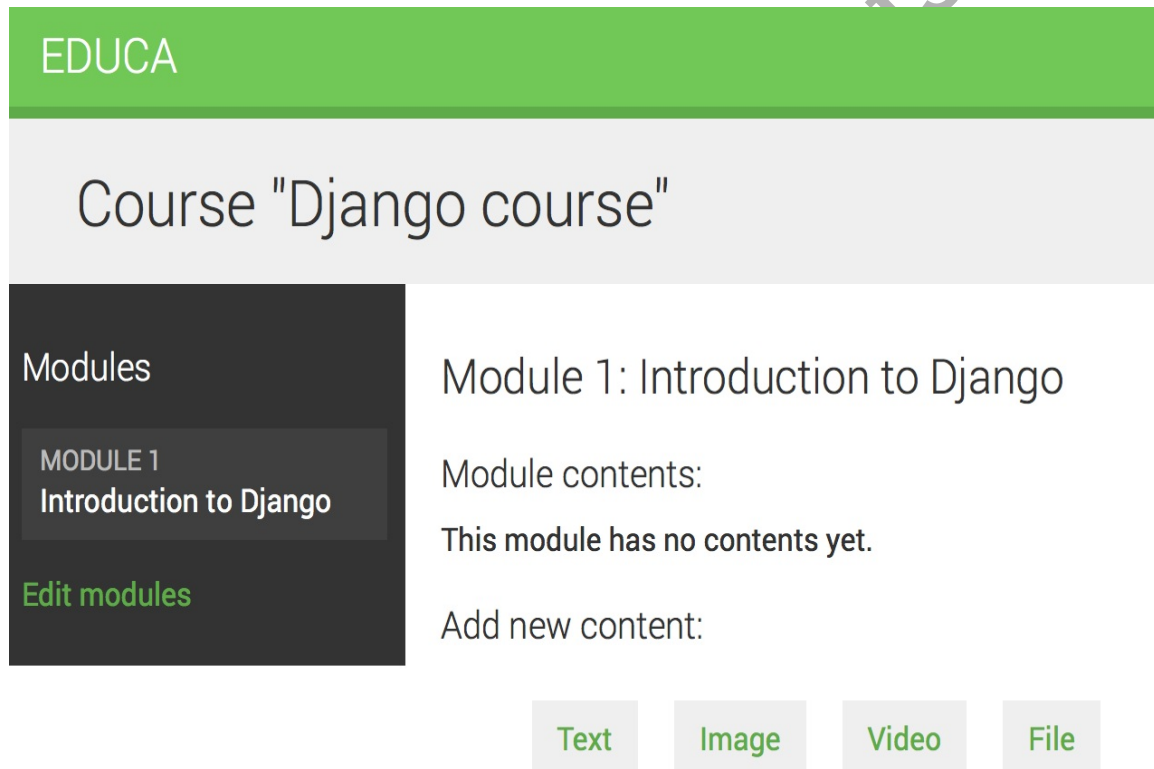 EDUCA
Course "Django course"
Modules
MODULE 1
Introduction to Django
Edit modules
Module 1: Introduction to Django
Module contents:
This module has no contents yet.
Add new content:
Text Image Video File